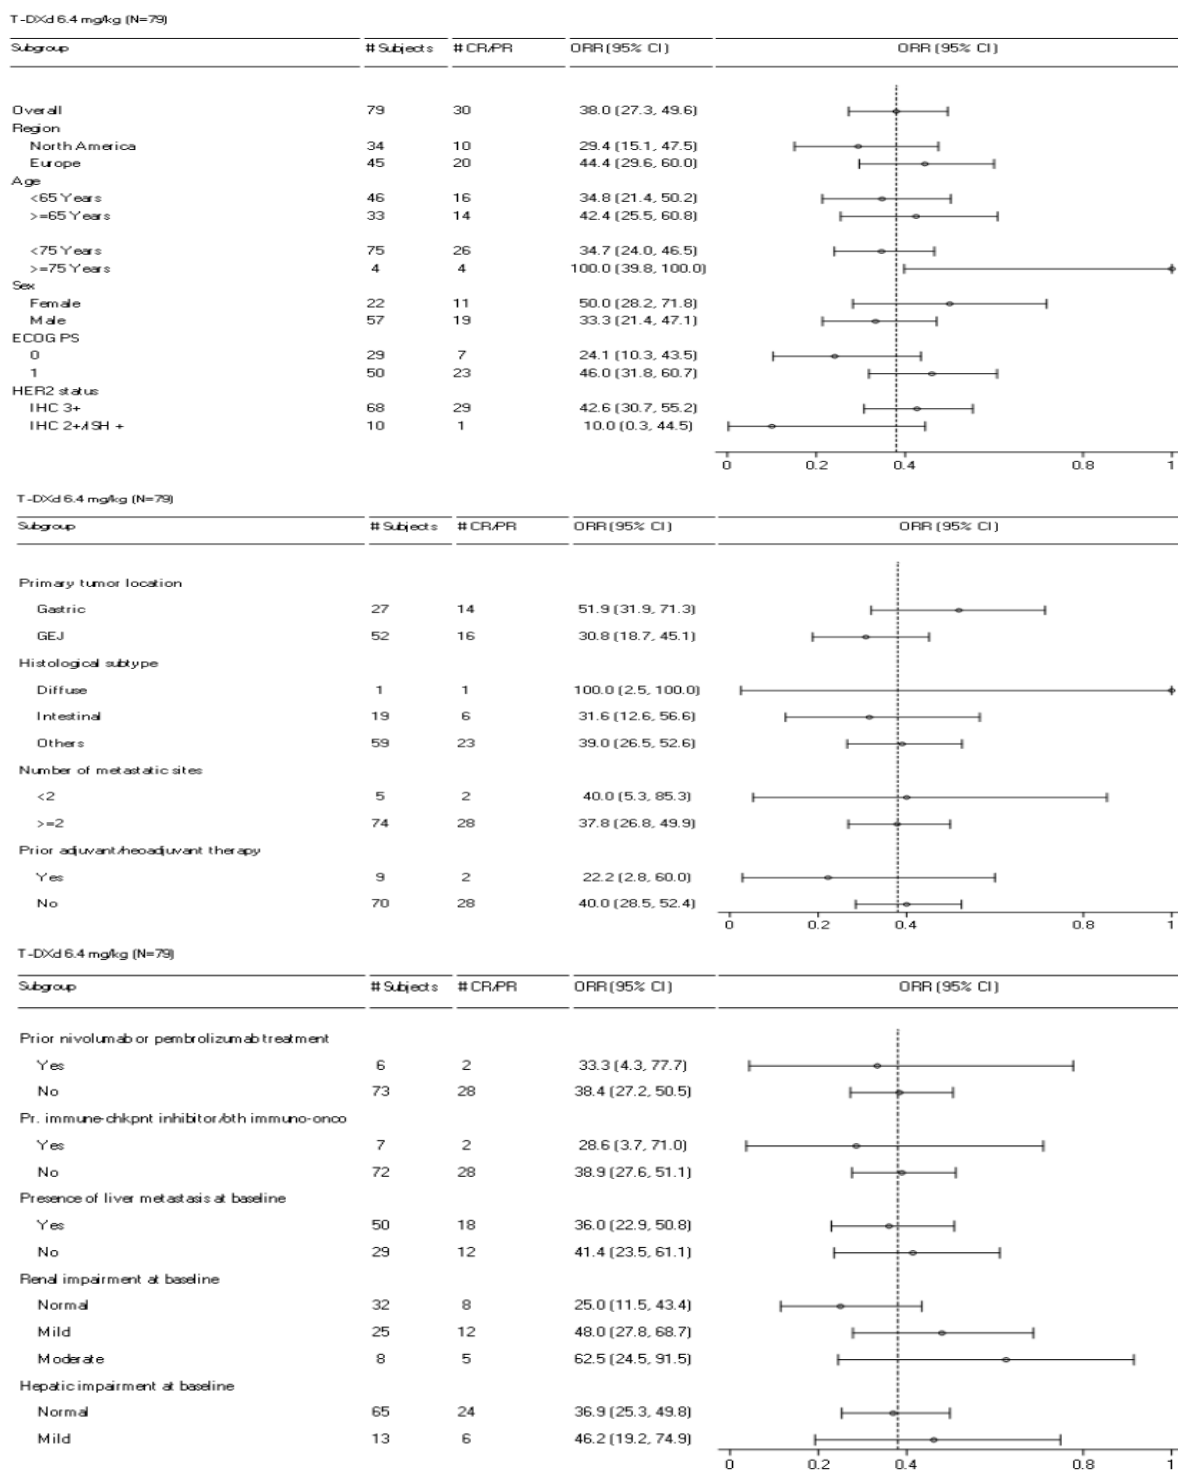 T-DXd 6.4 mg/kg (N=79)
Subgroup # Subjects # CR/PR ORR (95% CI) ORR (95% CI)
Overall 79 30 38.0 (27.3, 49.6)
Region
North America 34 10 29.4 (15.1, 47.5)
Europe 45 20 44.4 (29.6, 60.0)
Age
<65 Years 46 16 34.8 (21.4, 50.2)
>=65 Years 33 14 42.4 (25.5, 60.8)
<75 Years 75 26 34.7 (24.0, 46.5)
>=75 Years 4 4 100.0 (39.8, 100.0)
Sex
Female 22 11 50.0 (28.2, 71.8)
Male 57 19 33.3 (21.4, 47.1)
ECOG PS
0 29 7 24.1 (10.3, 43.5)
1 50 23 46.0 (31.8, 60.7)
HER2 status
IHC 3+ 68 29 42.6 (30.7, 55.2)
IHC 2+/ISH + 10 1 10.0 (0.3, 44.5)
0 0.2 0.4 0.8 1
T-DXd 6.4 mg/kg (N=79)
Subgroup # Subjects # CR/PR ORR (95% CI) ORR (95% CI)
Primary tumor location
Gastric 27 14 51.9 (31.9, 71.3)
GEJ 52 16 30.8 (18.7, 45.1)
Histological subtype
Diffuse 1 1 100.0 (2.5, 100.0)
Intestinal 19 6 31.6 (12.6, 56.6)
Others 59 23 39.0 (26.5, 52.6)
Number of metastatic sites
<2 5 2 40.0 (5.3, 85.3)
>=2 74 28 37.8 (26.8, 49.9)
Prior adjuvant/neoadjuvant therapy
Yes 9 2 22.2 (2.8, 60.0)
No 70 28 40.0 (28.5, 52.4)
0 0.2 0.4 0.8 1
T-DXd 6.4 mg/kg (N=79)
Subgroup # Subjects # CR/PR ORR (95% CI) ORR (95% CI)
Prior nivolumab or pembrolizumab treatment
Yes 6 2 33.3 (4.3, 77.7)
No 73 28 38.4 (27.2, 50.5)
Pr. immune-chkpnt inhibitor/oth immuno-onco
Yes 7 2 28.6 (3.7, 71.0)
No 72 28 38.9 (27.6, 51.1)
Presence of liver metastasis at baseline
Yes 50 18 36.0 (22.9, 50.8)
No 29 12 41.4 (23.5, 61.1)
Renal impairment at baseline
Normal 32 8 25.0 (11.5, 43.4)
Mild 25 12 48.0 (27.8, 68.7)
Moderate 8 5 62.5 (24.5, 91.5)
Hepatic impairment at baseline
Normal 65 24 36.9 (25.3, 49.8)
Mild 13 6 46.2 (19.2, 74.9)
0 0.2 0.4 0.8 1